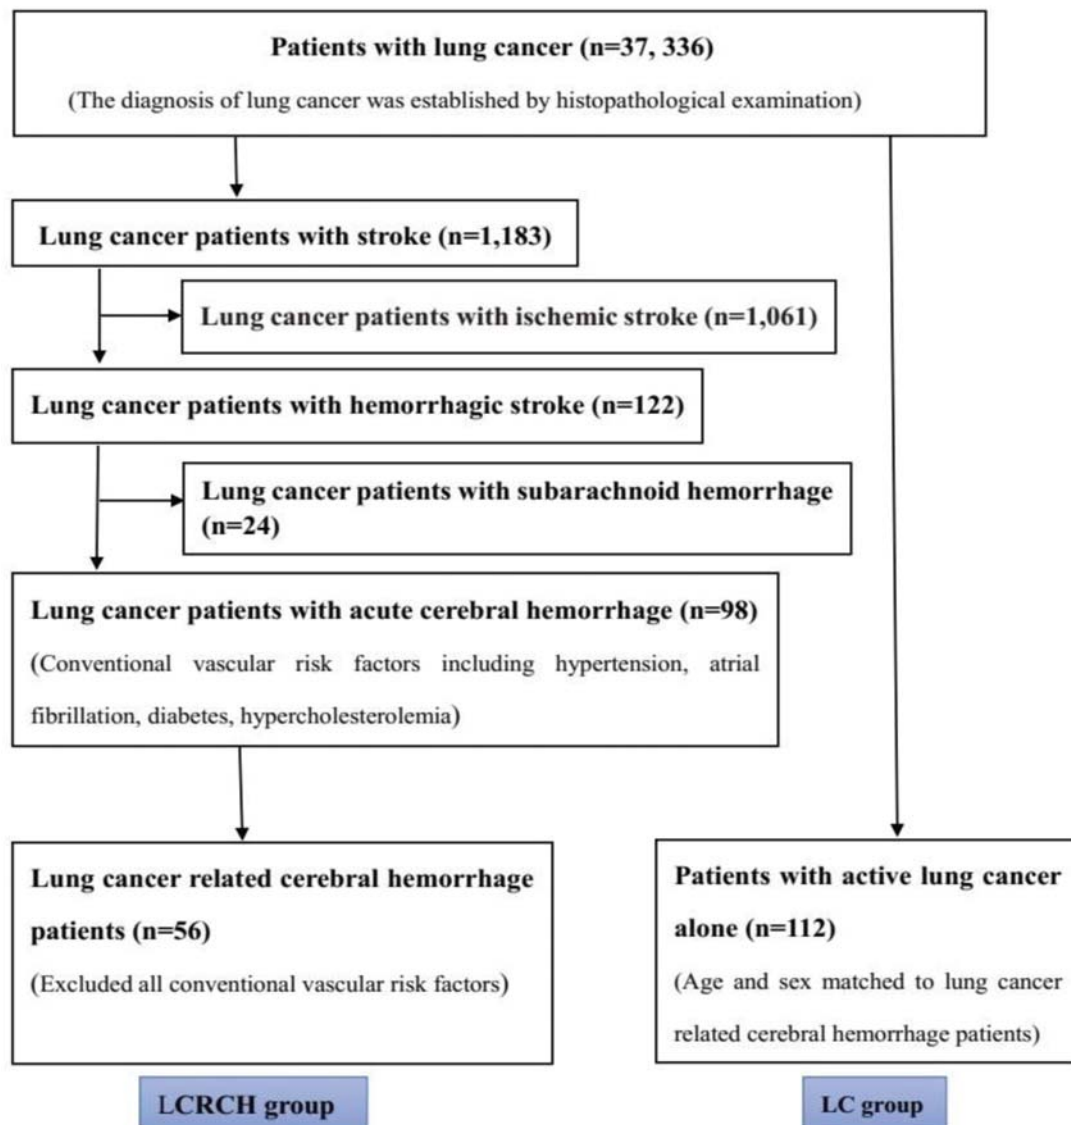 Patients with lung cancer (n=37, 336)
(The diagnosis of lung cancer was established by histopathological examination)
Lung cancer patients with stroke (n=1,183)
Lung cancer patients with ischemic stroke (n=1,061)
Lung cancer patients with hemorrhagic stroke (n=122)
Lung cancer patients with subarachnoid hemorrhage
(n=24)
Lung cancer patients with acute cerebral hemorrhage (n=98)
(Conventional vascular risk factors including hypertension, atrial
fibrillation, diabetes, hypercholesterolemia)
Lung cancer related cerebral hemorrhage
patients (n=56)
(Excluded all conventional vascular risk factors)
LCRCH group
Patients with active lung cancer
alone (n=112)
(Age and sex matched to lung cancer
related cerebral hemorrhage patients)
LC group